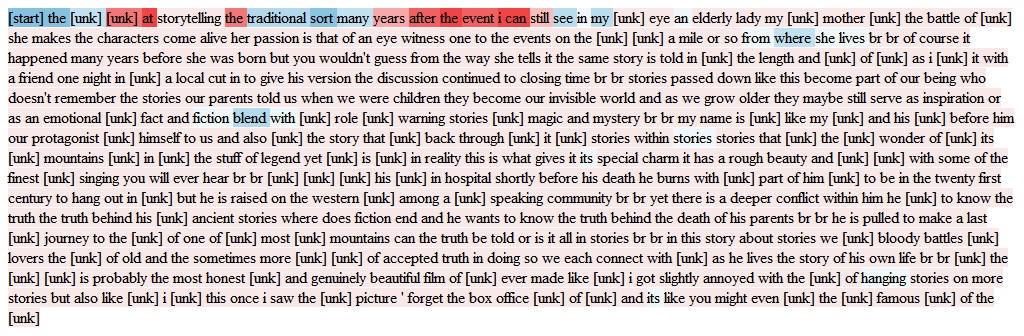 [start] the [unk] [unk] at storytelling the traditional sort many years after the event i can still see in my [unk] eye an elderly lady my [unk] mother [unk] the battle of [unk]
she makes the characters come alive her passion is that of an eye witness one to the events on the [unk] [unk] a mile or so from where she lives br br of course it
happened many years before she was born but you wouldn't guess from the way she tells it the same story is told in [unk] the length and [unk] of [unk] as i [unk] it with
a friend one night in [unk] a local cut in to give his version the discussion continued to closing time br br stories passed down like this become part of our being who
doesn't remember the stories our parents told us when we were children they become our invisible world and as we grow older they maybe still serve as inspiration or
as an emotional [unk] fact and fiction blend with [unk] role [unk] warning stories [unk] magic and mystery br br my name is [unk] like my [unk] and his [unk] before him
our protagonist [unk] himself to us and also [unk] the story that [unk] back through [unk] it [unk] stories within stories stories that [unk] the [unk] wonder of [unk] its
[unk] mountains [unk] in [unk] the stuff of legend yet [unk] is [unk] in reality this is what gives it its special charm it has a rough beauty and [unk] [unk] with some of the
finest [unk] singing you will ever hear br br [unk] [unk] [unk] his [unk] in hospital shortly before his death he burns with [unk] part of him [unk] to be in the twenty first
century to hang out in [unk] but he is raised on the western [unk] among a [unk] speaking community br br yet there is a deeper conflict within him he [unk] to know the
truth the truth behind his [unk] ancient stories where does fiction end and he wants to know the truth behind the death of his parents br br he is pulled to make a last
[unk] journey to the [unk] of one of [unk] most [unk] mountains can the truth be told or is it all in stories br br in this story about stories we [unk] bloody battles [unk]
lovers the [unk] of old and the sometimes more [unk] [unk] of accepted truth in doing so we each connect with [unk] as he lives the story of his own life br br [unk] the
[unk] [unk] is probably the most honest [unk] and genuinely beautiful film of [unk] ever made like [unk] i got slightly annoyed with the [unk] of hanging stories on more
stories but also like [unk] i [unk] this once i saw the [unk] picture ' forget the box office [unk] of [unk] and its like you might even [unk] the [unk] famous [unk] of the
[unk]